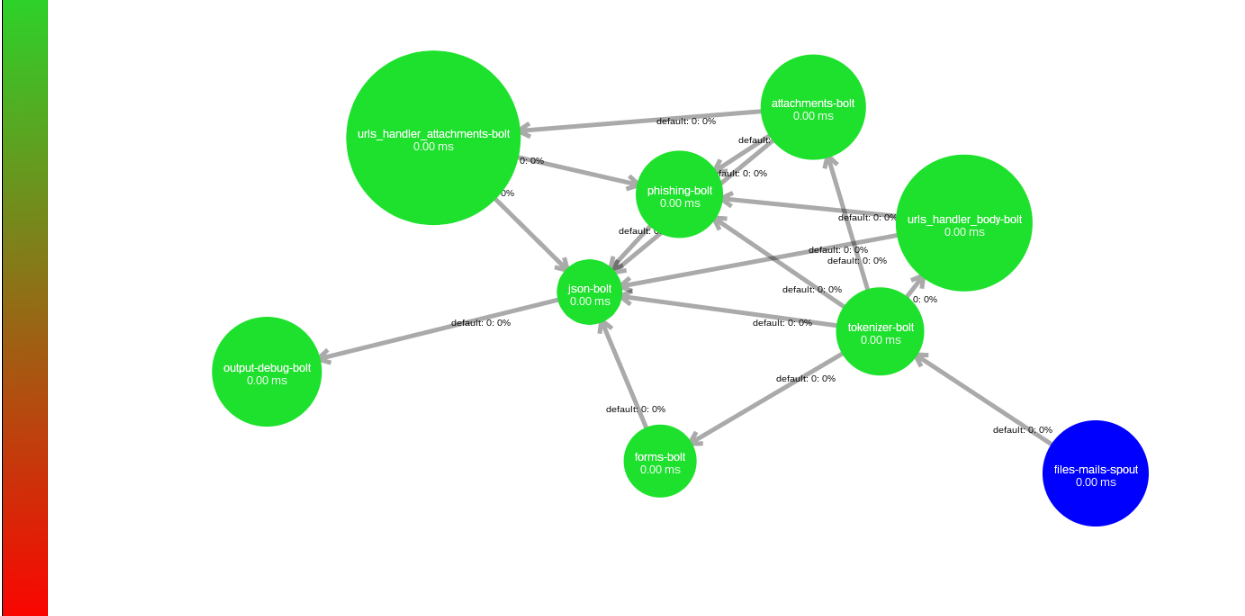 attachments-bolt
0.00 ms
default: 0: 0%
urls_handler_attachments-bolt
0.00 ms
default:
0: 0%
fault: 0: 0%
phishing-bolt
0.00 ms
0%
default: 0: 0%
urls_handler_body-bolt
0.00 ms
default: 0:
default: 0: 0%
default: 0: 0%
json-bolt
0.00 ms
default: 0: 0%
0: 0%
default: 0: 0%
default: 0: 0%
tokenizer-bolt
0.00 ms
output-debug-bolt
0.00 ms
default: 0: 0%
default: 0: 0%
default: 0: 0%
forms-bolt
0.00 ms
files-mails-spout
0.00 ms